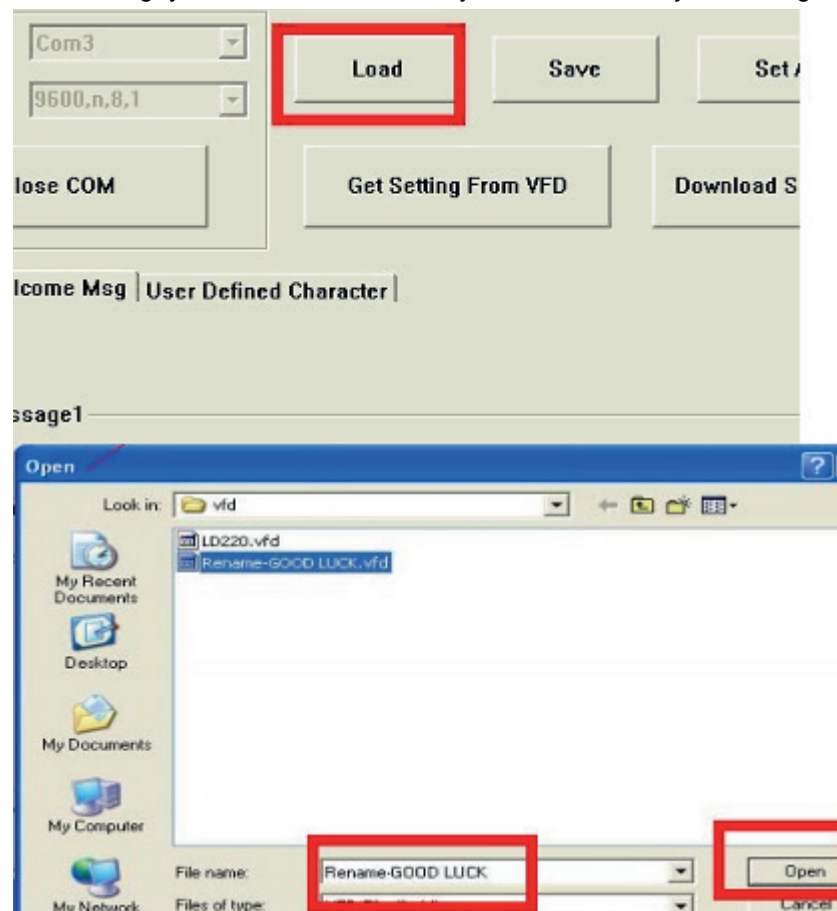 Com3
Load
Save
Set
9600,n,8,1
lose COM
Get Setting From VFD
Download S
lcome Msg
User Defined Character
ssage1
Open
Look in:
vfd
LD220.vfd
Rename-GOOD LUCK.vfd
My Recent
Documents
Desktop
My Documents
My Computer
File name:
Rename-GOOD LUCK
Open
My Network
Files of type:
Cancel